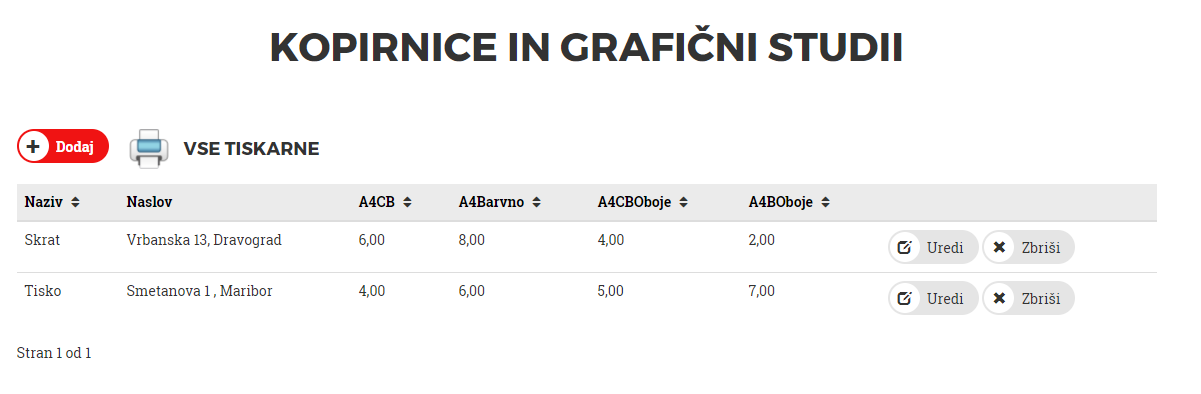 KOPIRNICE IN GRAFIČNI STUDII
Dodaj VSE TISKARNE
Naziv Naslov A4CB A4Barvno A4CBOboje A4BOboje
Skrat Vrbanska 13, Dravograd 6,00 8,00 4,00 2,00 Uredi Zbriši
Tisko Smetanova 1 , Maribor 4,00 6,00 5,00 7,00 Uredi Zbriši
Stran 1 od 1